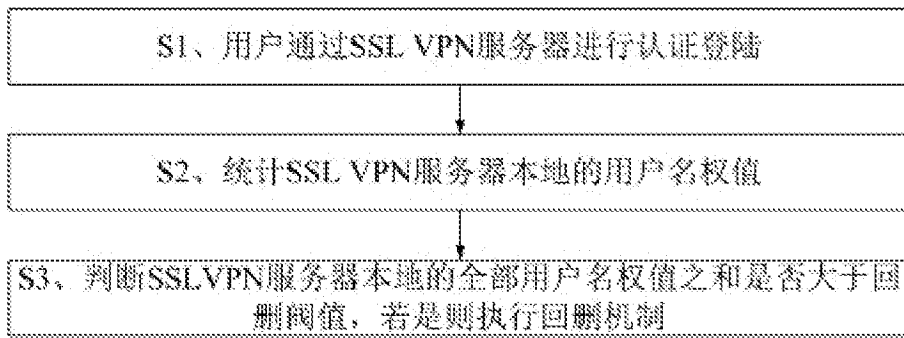 S1、用户通过SSL VPN服务器进行认证登陆
S2、统计SSL VPN服务器本地的用户名权值
S3、判断SSLVPN服务器本地的全部用户名权值之和是否大于回
删阀值，若是则执行回删机制